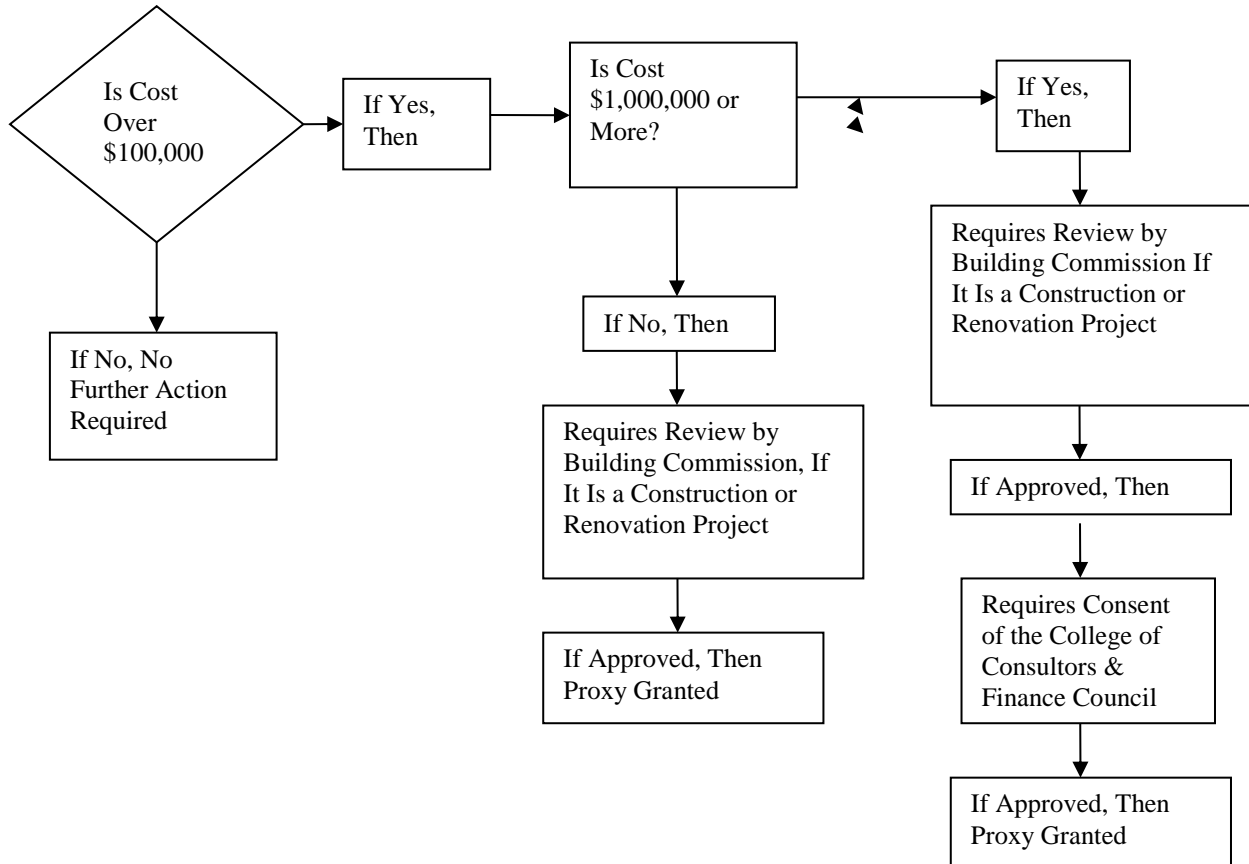 Is Cost
Over
$100,000
If Yes,
Then
Is Cost
$1,000,000 or
More?
If Yes,
Then
If No, No
Further Action
Required
If No, Then
Requires Review by
Building Commission, If
It Is a Construction or
Renovation Project
If Approved, Then
Proxy Granted
Requires Review by
Building Commission If
It Is a Construction or
Renovation Project
If Approved, Then
Requires Consent
of the College of
Consultors &
Finance Council
If Approved, Then
Proxy Granted